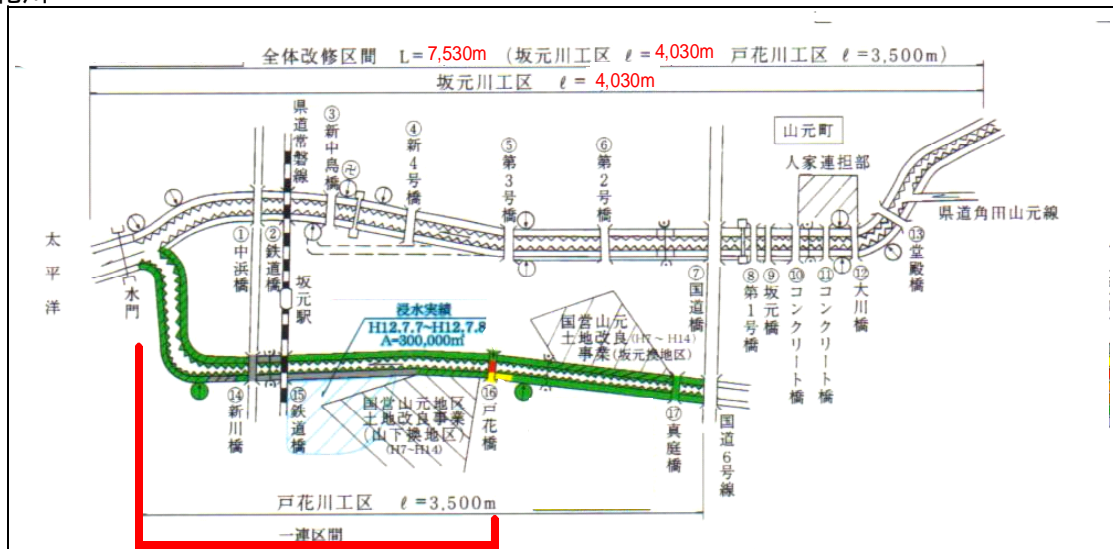 全体改修区間 L=7,530m (坂元川工区 ℓ=4,030m 戸花川工区 ℓ=3,500m)
坂元川工区 ℓ= 4,030m
県道常磐線
③新中島橋
卍
④新4号橋
⑤第3号橋
⑥第2号橋
山元町
人家連担部
県道角田山元線
⑬堂殿橋
太平洋
水門
①中浜橋
②鉄道橋
坂元駅
⑦国道橋
⑧第1号橋
⑨坂元橋
⑩コンクリート橋
⑪コンクリート橋
⑫大川橋
浸水実績
H12.7.7~H12.7.8
A=300,000㎡
国営山元
土地改良(H7~H14)
事業(坂元換地区)
⑭新川橋
⑮鉄道橋
国営山元地区
土地改良事業
(山下換地区)
(H7~H14)
⑯戸花橋
⑰真庭橋
国道6号線
戸花川工区 ℓ=3,500m
一連区間